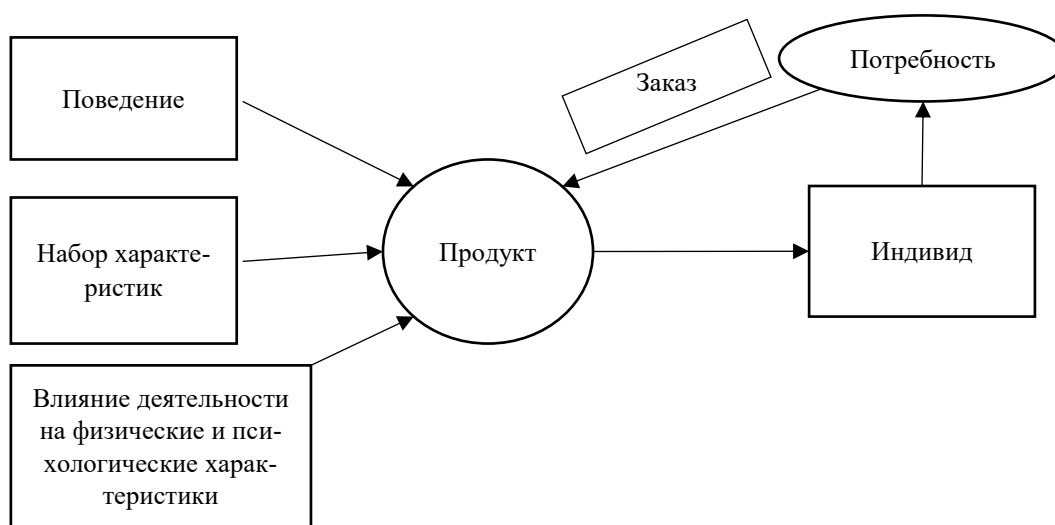 Поведение
Заказ
Потребность
Набор характе-
ристик
Продукт
Индивид
Влияние деятельности
на физические и пси-
хологические харак-
теристики